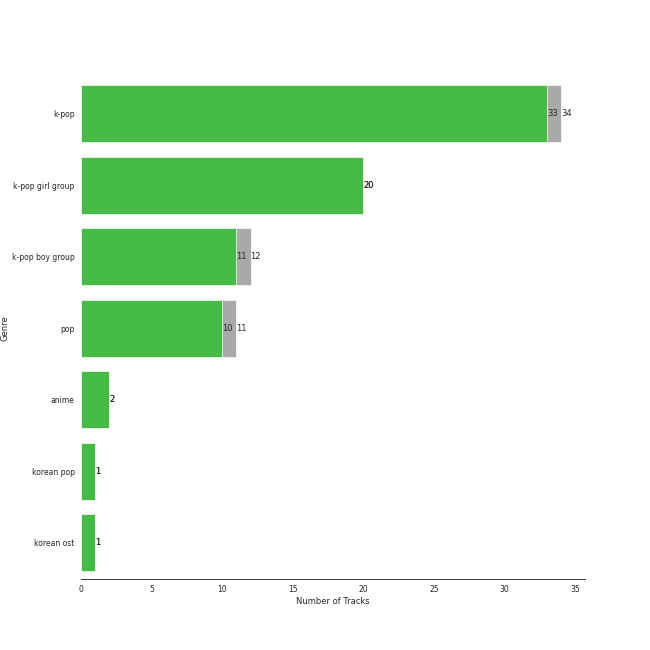 k-pop 33 34
k-pop girl group 20
k-pop boy group 11 12
pop 10 11
anime 2
korean pop 1
korean ost 1
Genre
0 5 10 15 20 25 30 35
Number of Tracks